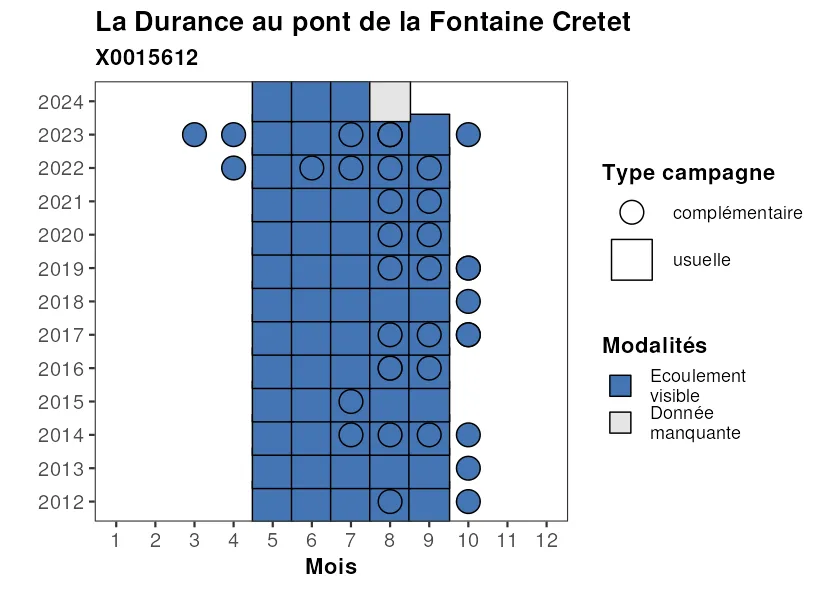 La Durance au pont de la Fontaine Cretet
X0015612
2024
2023
2022
2021
2020
2019
2018
2017
2016
2015
2014
2013
2012
1 2 3 4 5 6 7 8 9 10 11 12
Mois
Type campagne
complémentaire
usuelle
Modalités
Ecoulement
visible
Donnée
manquante